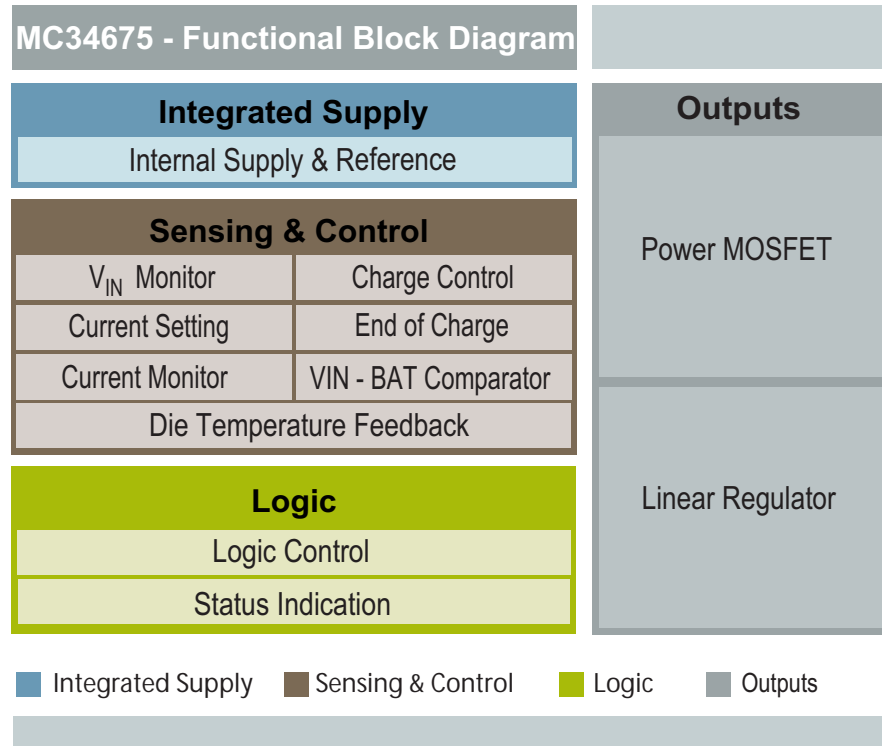 MC34675 - Functional Block Diagram
Integrated Supply
Internal Supply & Reference
Sensing & Control
VIN Monitor
Charge Control
Current Setting
End of Charge
Current Monitor
VIN - BAT Comparator
Die Temperature Feedback
Logic
Logic Control
Status Indication
Outputs
Power MOSFET
Linear Regulator
Integrated Supply
Sensing & Control
Logic
Outputs